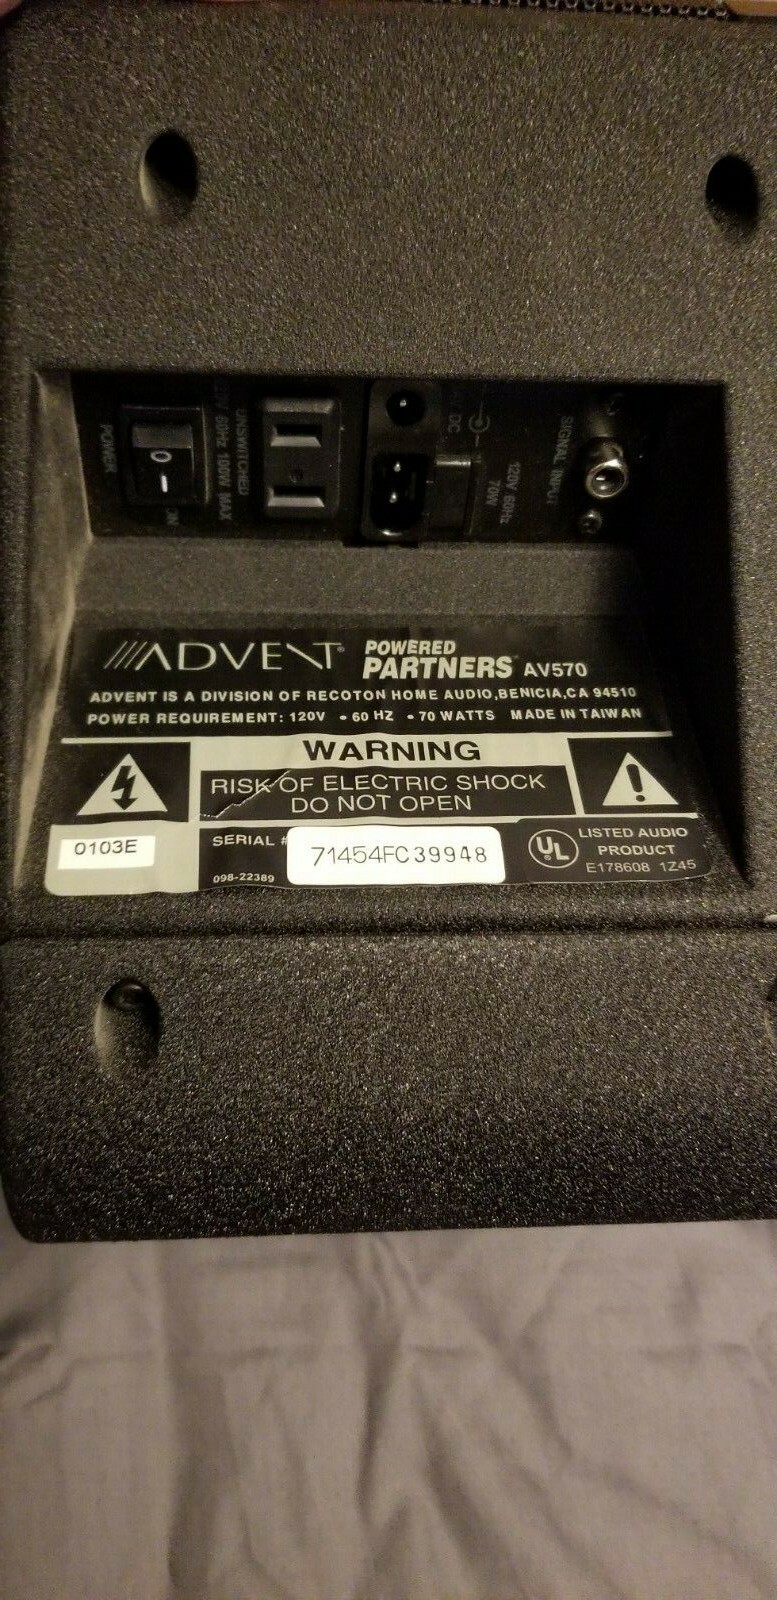 POWER
O
ON
120V 60Hz 100W MAX
UNSWITCHED
DC
120V 60Hz
70W
SIGNAL INPUT
ADVENT® POWERED
PARTNERS® AV570
ADVENT IS A DIVISION OF RECOTON HOME AUDIO,BENICIA,CA 94510
POWER REQUIREMENT: 120V • 60 HZ • 70 WATTS MADE IN TAIWAN
WARNING
RISK OF ELECTRIC SHOCK
DO NOT OPEN
0103E
SERIAL #
71454FC39948
098-22389
UL
LISTED AUDIO
PRODUCT
E178608 1Z45